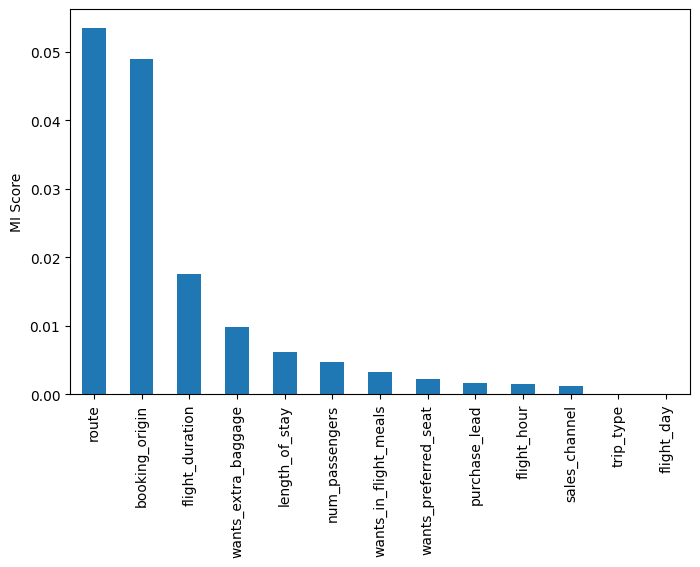 MI Score
0.05
0.04
0.03
0.02
0.01
0.00
route
booking_origin
flight_duration
wants_extra_baggage
length_of_stay
num_passengers
wants_in_flight_meals
wants_preferred_seat
purchase_lead
flight_hour
sales_channel
trip_type
flight_day